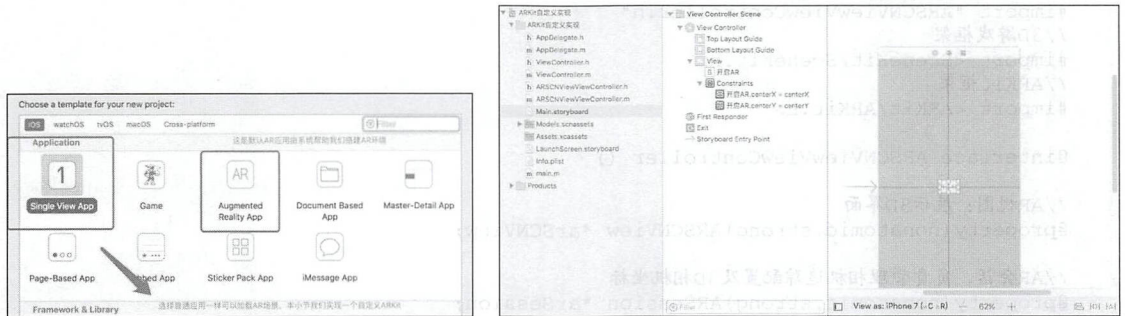 Choose a template for your new project:
iOS watchOS tvOS macOS Cross-platform
Filter
Application
这是默认AR应用由系统帮助我们搭建AR环境
1
AR
Single View App
Game
Augmented Reality App
Document Based App
Master-Detail App
Page-Based App
Sticker Pack App
iMessage App
Framework & Library
选择普通应用一样可以加载AR场景，本小节我们实现一个自定义ARKit
ARKit自定义实现
ARKit自定义实现
h AppDelegate.h
m AppDelegate.m
h ViewController.h
m ViewController.m
h ARSCNViewViewController.h
m ARSCNViewViewController.m
Main.storyboard
Models.scnassets
Assets.xcassets
LaunchScreen.storyboard
Info.plist
m main.m
Products
View Controller Scene
View Controller
Top Layout Guide
Bottom Layout Guide
View
B 开启AR
Constraints
开启AR.centerX = centerX
开启AR.centerY = centerY
First Responder
Exit
Storyboard Entry Point
Filter
View as: iPhone 7 (wC hR)
62%